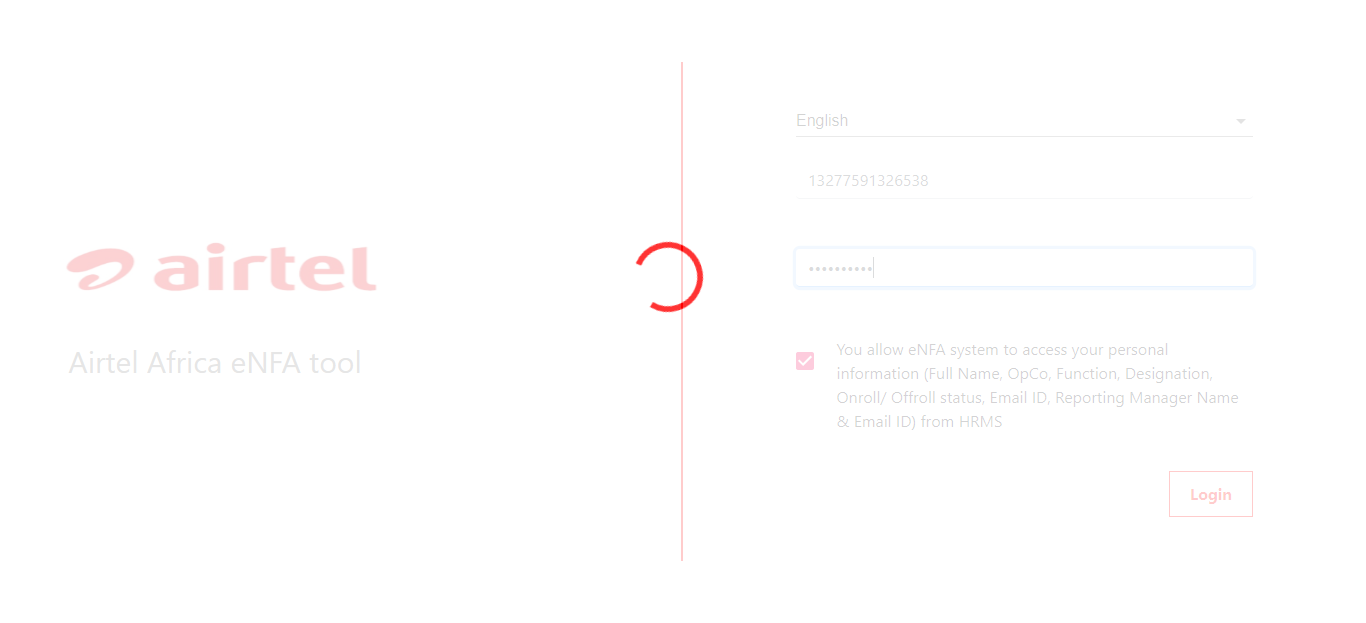 airtel
Airtel Africa eNFA tool
English
13277591326538
••••••••••
You allow eNFA system to access your personal
information (Full Name, OpCo, Function, Designation,
Onroll/ Offroll status, Email ID, Reporting Manager Name
& Email ID) from HRMS
Login